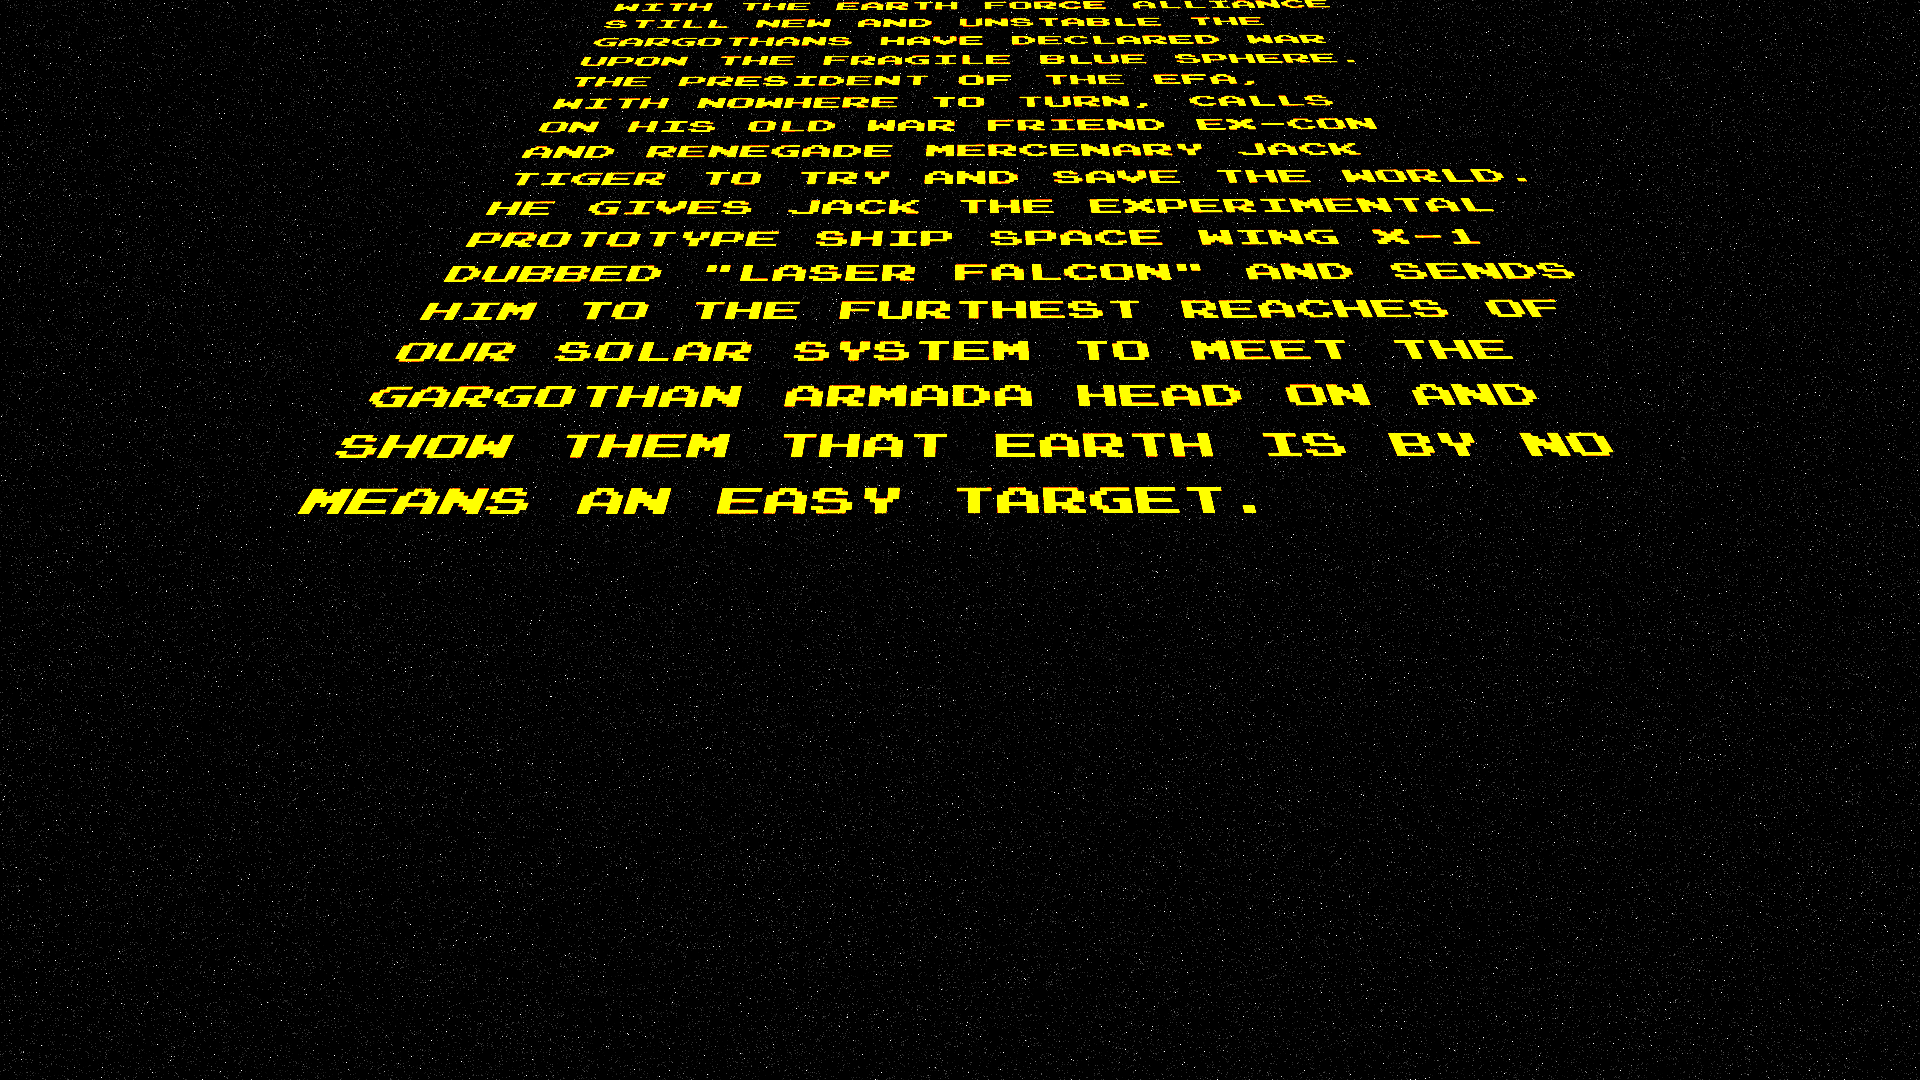 WITH THE EARTH FORCE ALLIANCE
STILL NEW AND UNSTABLE THE
GARGOTHANS HAVE DECLARED WAR
UPON THE FRAGILE BLUE SPHERE.
THE PRESIDENT OF THE EFA,
WITH NOWHERE TO TURN, CALLS
ON HIS OLD WAR FRIEND EX-CON
AND RENEGADE MERCENARY JACK
TIGER TO TRY AND SAVE THE WORLD.
HE GIVES JACK THE EXPERIMENTAL
PROTOTYPE SHIP SPACE WING X-1
DUBBED "LASER FALCON" AND SENDS
HIM TO THE FURTHEST REACHES OF
OUR SOLAR SYSTEM TO MEET THE
GARGOTHAN ARMADA HEAD ON AND
SHOW THEM THAT EARTH IS BY NO
MEANS AN EASY TARGET.